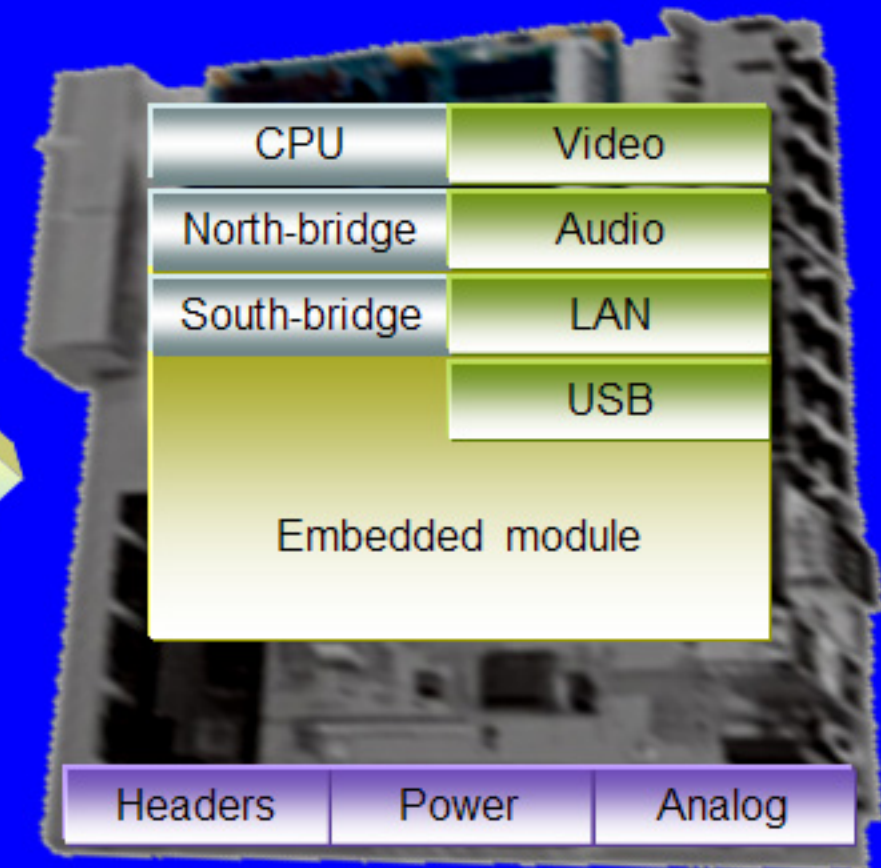 CPU Video
North-bridge Audio
South-bridge LAN
USB
Embedded module
Headers Power Analog